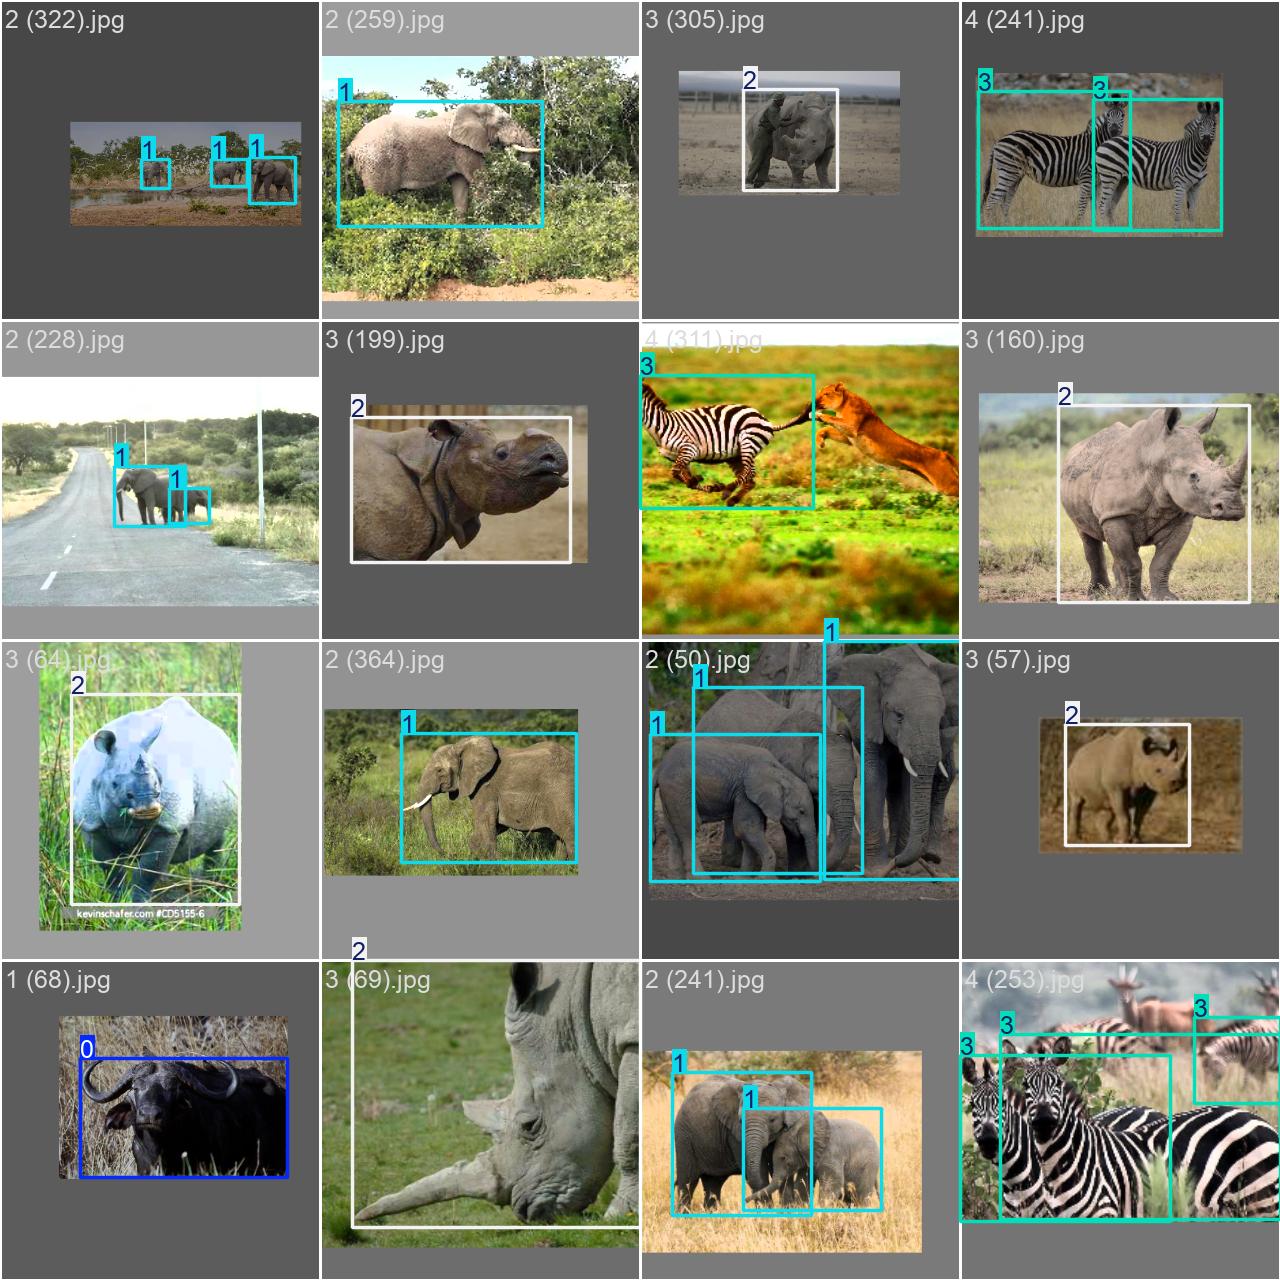 2 (322).jpg
2 (259).jpg
3 (305).jpg
4 (241).jpg
1
1
1
1
2
3
3
2 (228).jpg
3 (199).jpg
4 (311).jpg
3 (160).jpg
1
1
2
3
2
3 (64).jpg
2 (364).jpg
2 (50).jpg
3 (57).jpg
2
1
1
1
1
2
kevinschafer.com #CD5155-6
1 (68).jpg
3 (69).jpg
2 (241).jpg
4 (253).jpg
0
2
1
1
3
3
3